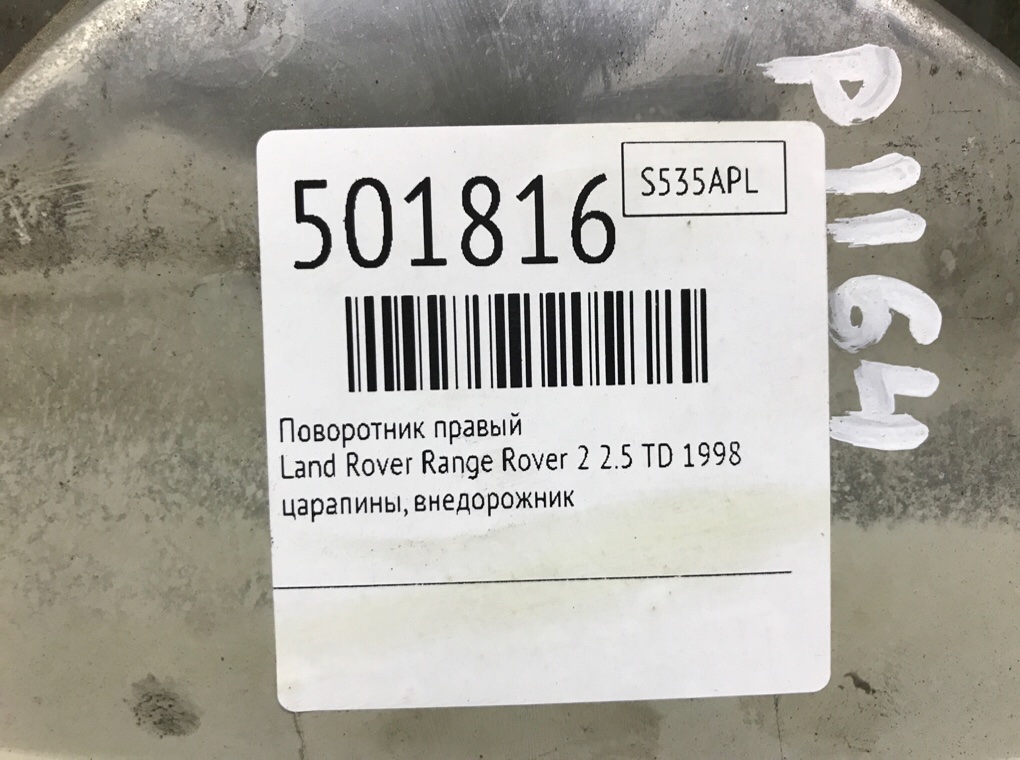 501816
S535APL
Поворотник правый
Land Rover Range Rover 2 2.5 TD 1998
царапины, внедорожник
P1164